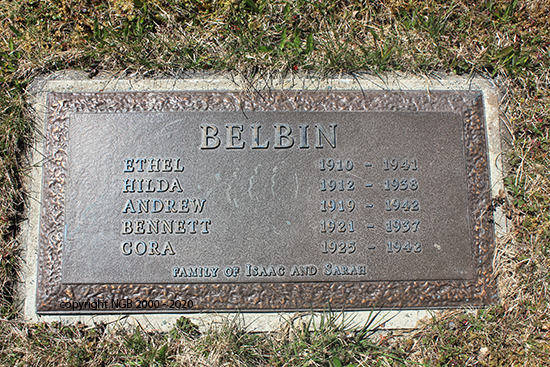 BELBIN
ETHEL 1910 - 1941
HILDA 1912 - 1938
ANDREW 1919 - 1942
BENNETT 1921 - 1937
CORA 1925 - 1942
FAMILY OF ISAAC AND SARAH
copyright NGB 2000 - 2020